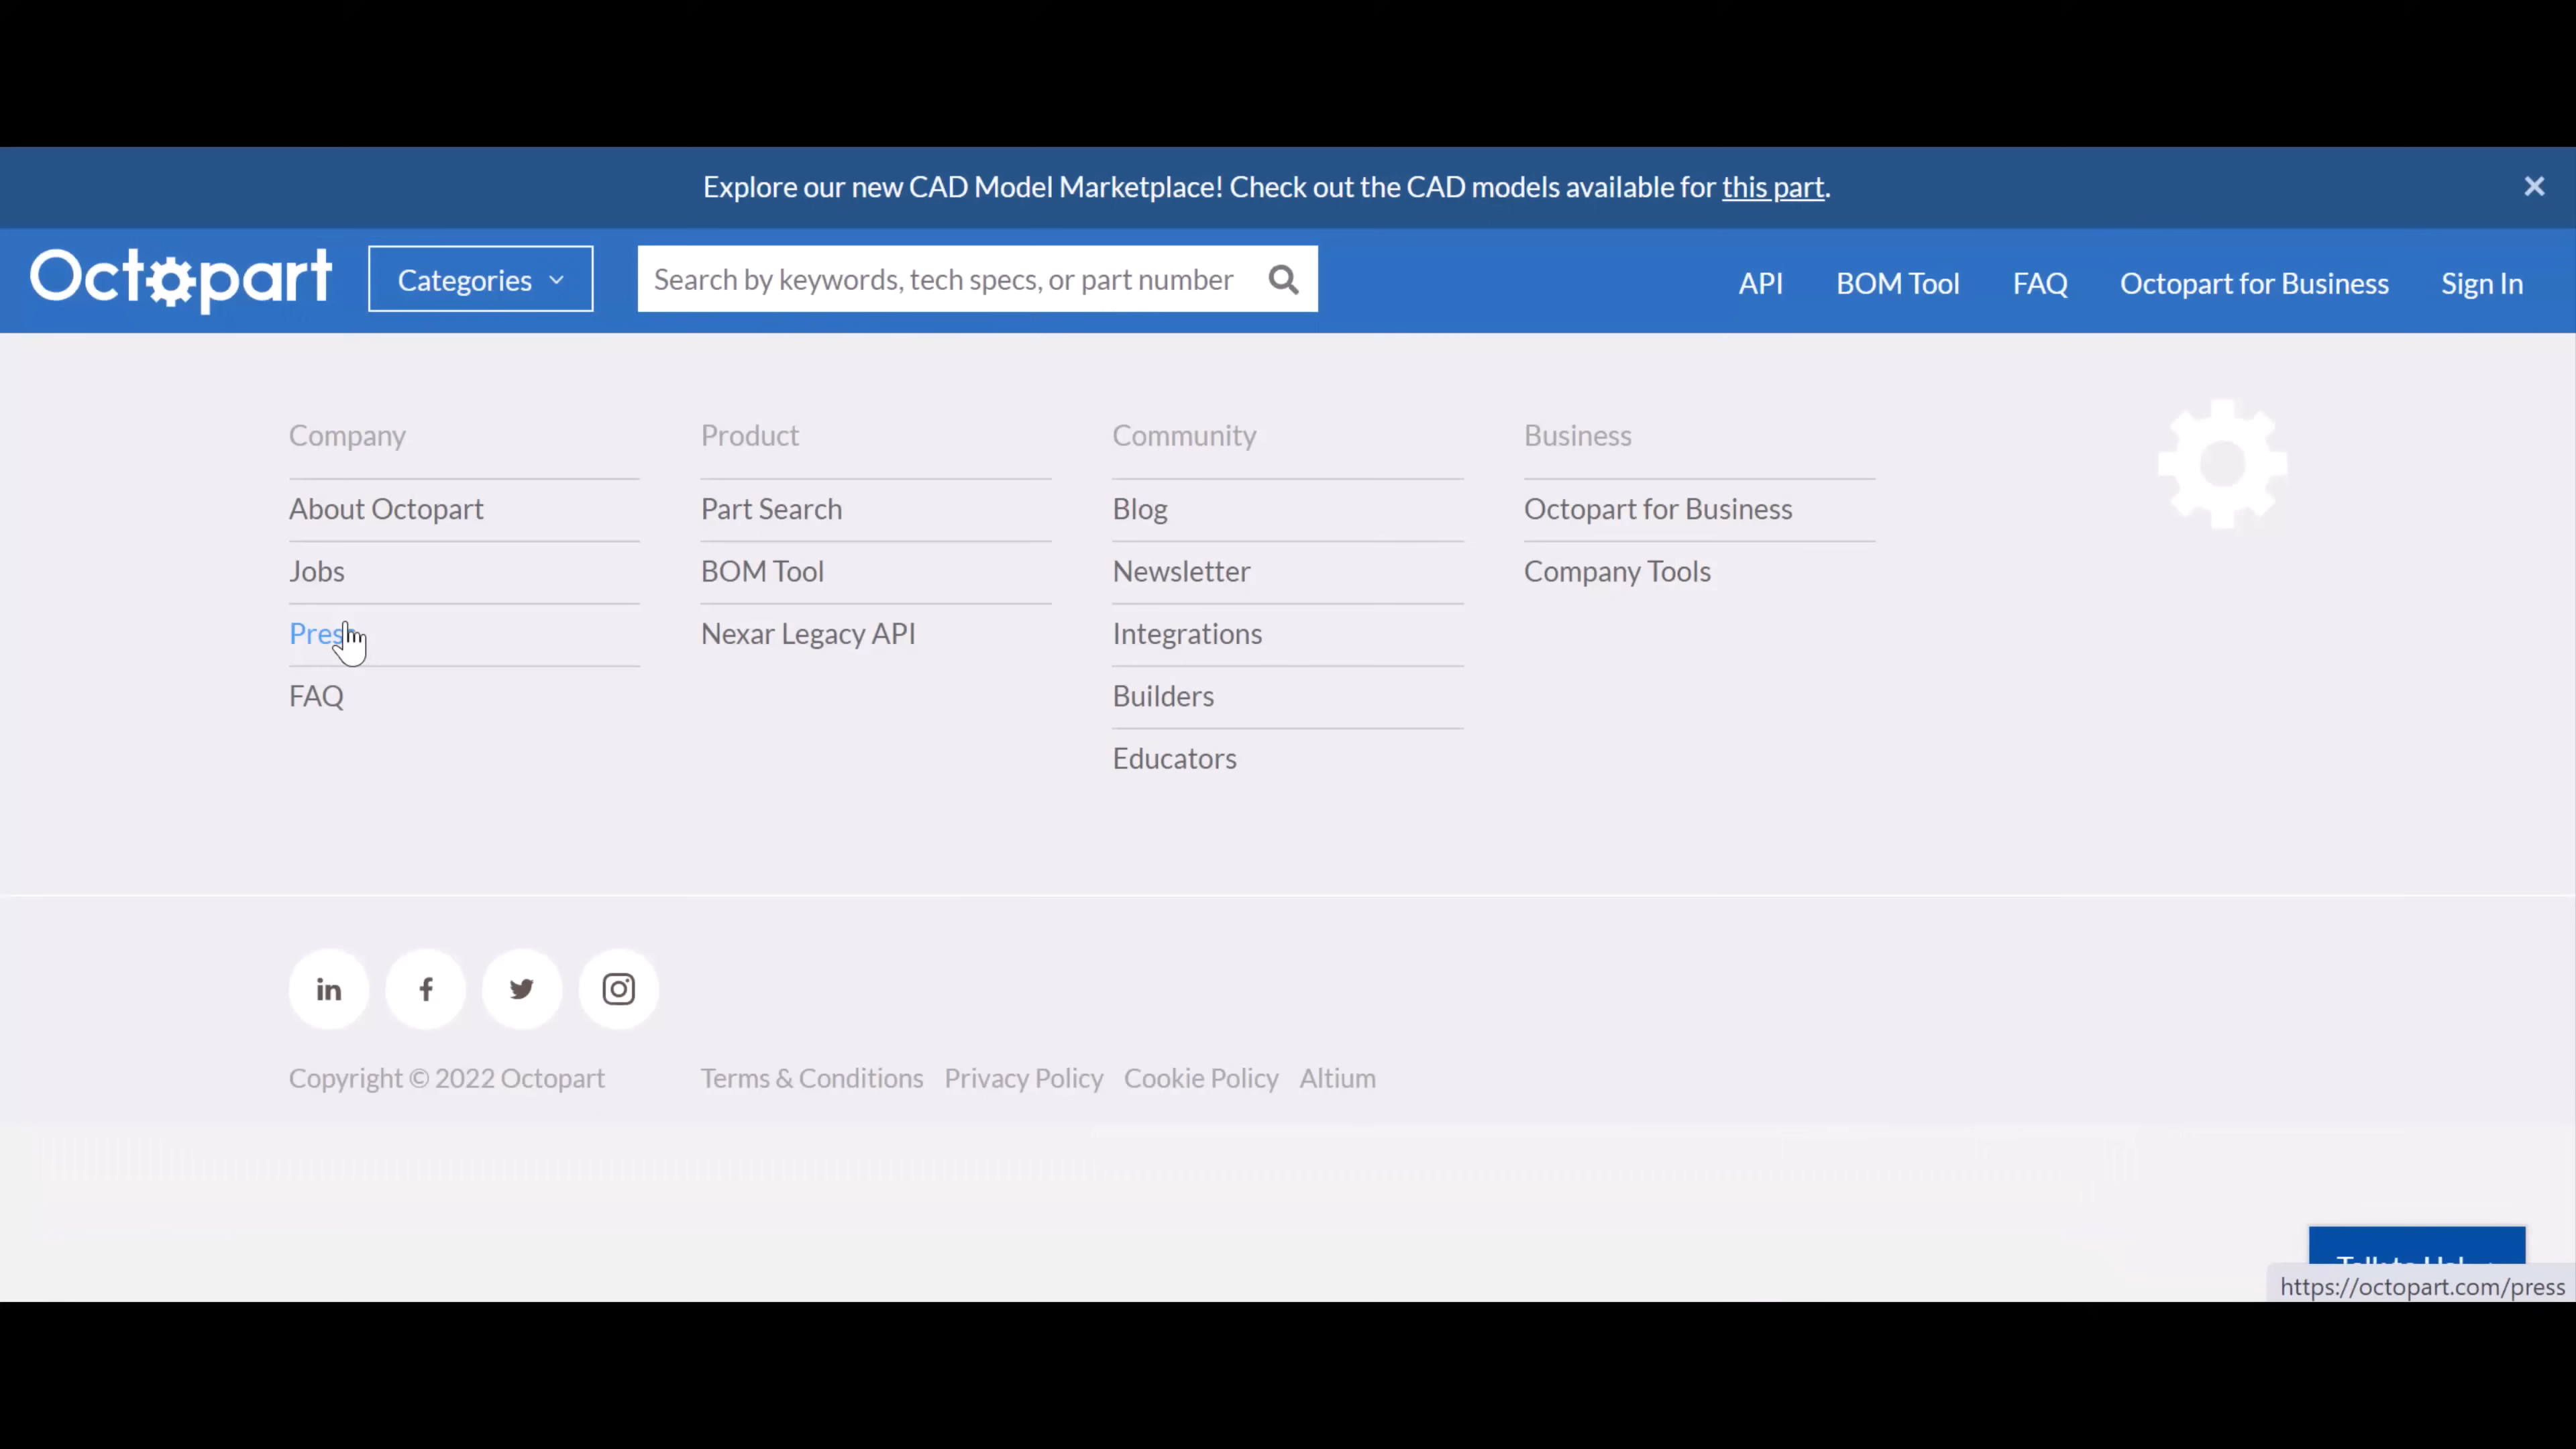 Explore our new CAD Model Marketplace! Check out the CAD models available for this part.
Octopart
Categories
Search by keywords, tech specs, or part number
API
BOM Tool
FAQ
Octopart for Business
Sign In
Company
About Octopart
Jobs
FAQ
Product
Part Search
BOM Tool
Nexar Legacy API
Community
Blog
Newsletter
Integrations
Builders
Educators
Business
Octopart for Business
Company Tools
Copyright © 2022 Octopart
Terms & Conditions Privacy Policy Cookie Policy Altium
https://octopart.com/press